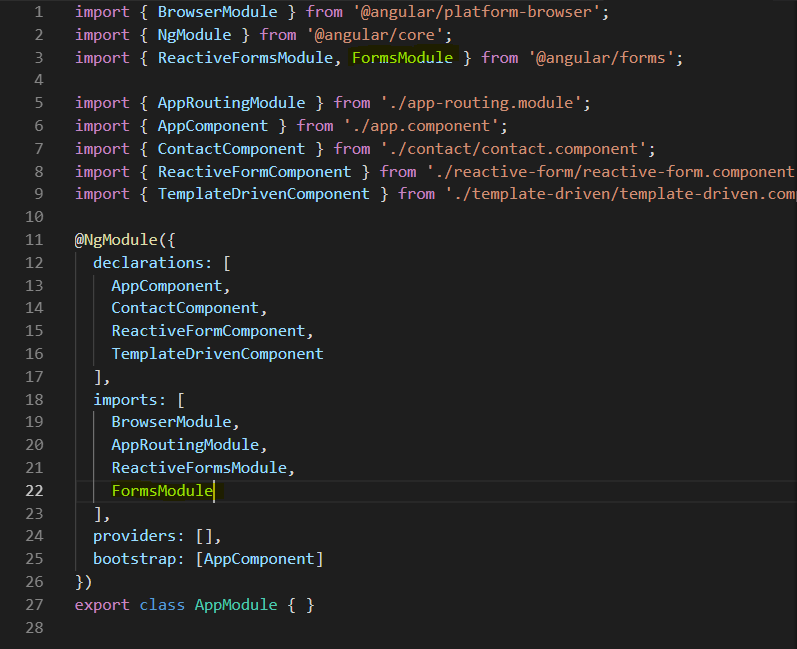 1 import { BrowserModule } from '@angular/platform-browser';
2 import { NgModule } from '@angular/core';
3 import { ReactiveFormsModule, FormsModule } from '@angular/forms';
4
5 import { AppRoutingModule } from './app-routing.module';
6 import { AppComponent } from './app.component';
7 import { ContactComponent } from './contact/contact.component';
8 import { ReactiveFormComponent } from './reactive-form/reactive-form.component
9 import { TemplateDrivenComponent } from './template-driven/template-driven.com
10
11 @NgModule({
12 declarations: [
13 AppComponent,
14 ContactComponent,
15 ReactiveFormComponent,
16 TemplateDrivenComponent
17 ],
18 imports: [
19 BrowserModule,
20 AppRoutingModule,
21 ReactiveFormsModule,
22 FormsModule
23 ],
24 providers: [],
25 bootstrap: [AppComponent]
26 })
27 export class AppModule { }
28